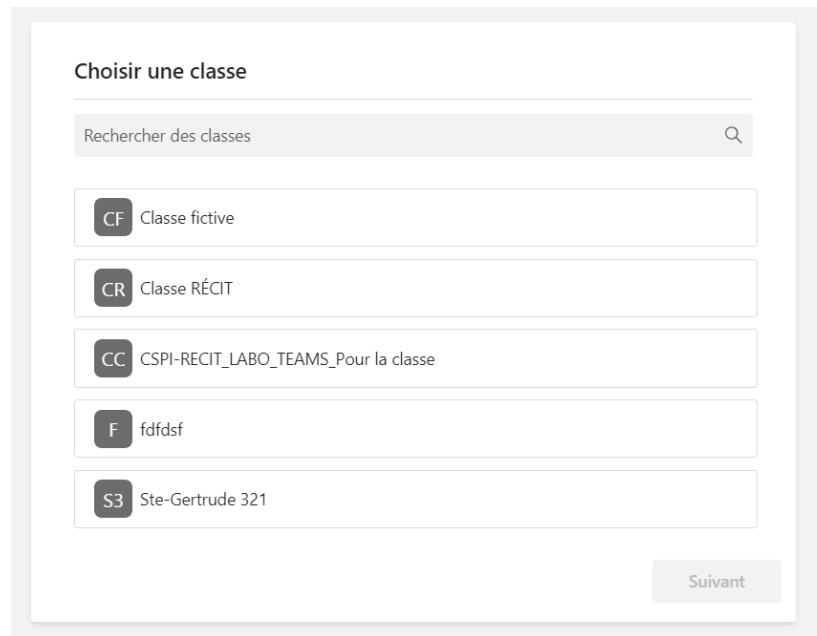 Choisir une classe
Rechercher des classes
CF Classe fictive
CR Classe RÉCIT
CC CSPI-RECIT_LABO_TEAMS_Pour la classe
F fdfdsf
S3 Ste-Gertrude 321
Suivant